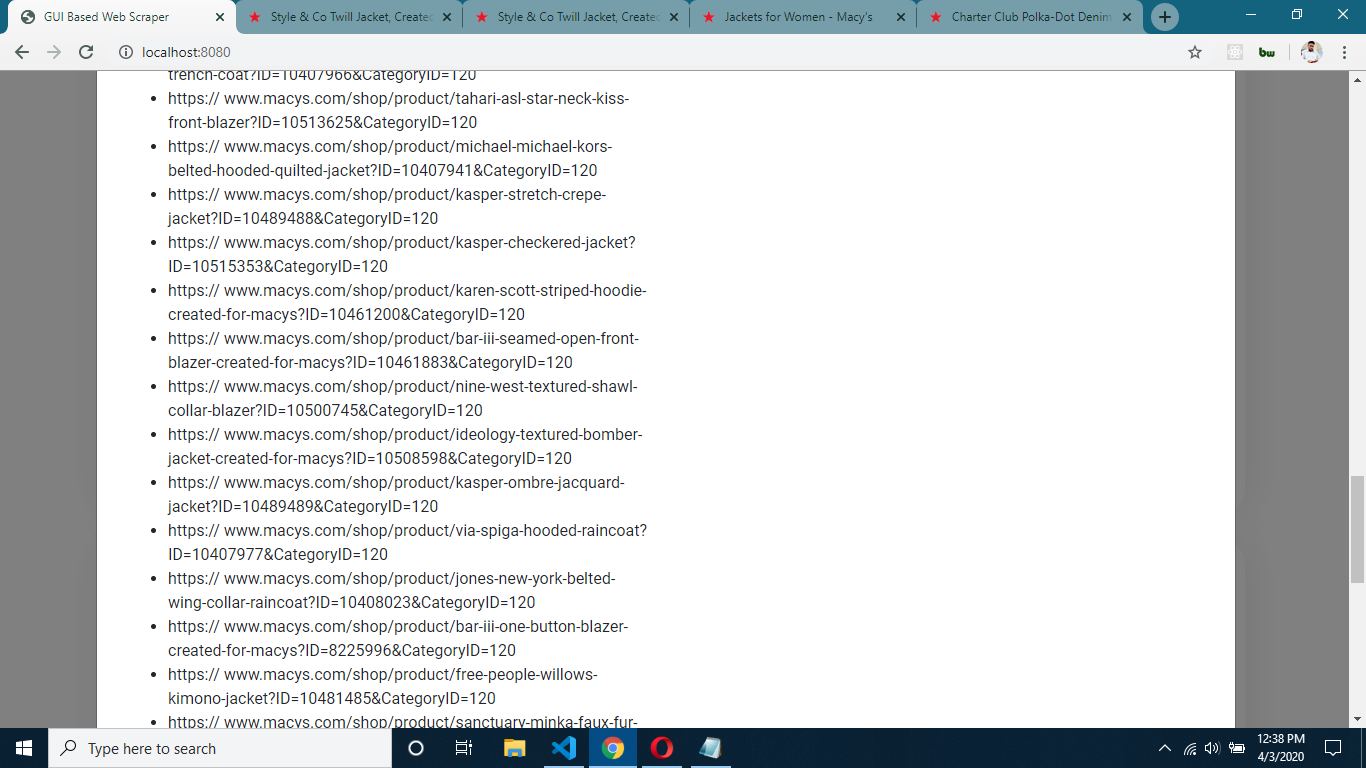 GUI Based Web Scraper
Style & Co Twill Jacket, Created
Style & Co Twill Jacket, Created
Jackets for Women - Macy's
Charter Club Polka-Dot Denim
localhost:8080
bw
trench-coat?ID=10407966&CategoryID=120
https:// www.macys.com/shop/product/tahari-asl-star-neck-kiss-
front-blazer?ID=10513625&CategoryID=120
https:// www.macys.com/shop/product/michael-michael-kors-
belted-hooded-quilted-jacket?ID=10407941&CategoryID=120
https:// www.macys.com/shop/product/kasper-stretch-crepe-
jacket?ID=10489488&CategoryID=120
https:// www.macys.com/shop/product/kasper-checkered-jacket?
ID=10515353&CategoryID=120
https:// www.macys.com/shop/product/karen-scott-striped-hoodie-
created-for-macys?ID=10461200&CategoryID=120
https:// www.macys.com/shop/product/bar-iii-seamed-open-front-
blazer-created-for-macys?ID=10461883&CategoryID=120
https:// www.macys.com/shop/product/nine-west-textured-shawl-
collar-blazer?ID=10500745&CategoryID=120
https:// www.macys.com/shop/product/ideology-textured-bomber-
jacket-created-for-macys?ID=10508598&CategoryID=120
https:// www.macys.com/shop/product/kasper-ombre-jacquard-
jacket?ID=10489489&CategoryID=120
https:// www.macys.com/shop/product/via-spiga-hooded-raincoat?
ID=10407977&CategoryID=120
https:// www.macys.com/shop/product/jones-new-york-belted-
wing-collar-raincoat?ID=10408023&CategoryID=120
https:// www.macys.com/shop/product/bar-iii-one-button-blazer-
created-for-macys?ID=8225996&CategoryID=120
https:// www.macys.com/shop/product/free-people-willows-
kimono-jacket?ID=10481485&CategoryID=120
https:// www.macys.com/shop/product/sanctuary-minka-faux-fur-
Type here to search
12:38 PM
4/3/2020